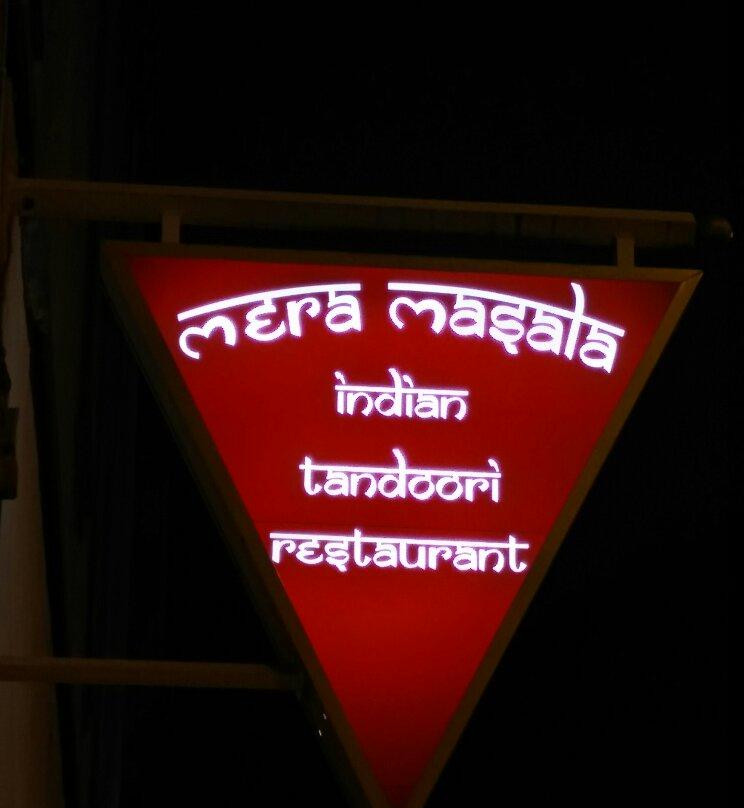 mera masala
indian
tandoori
restaurant